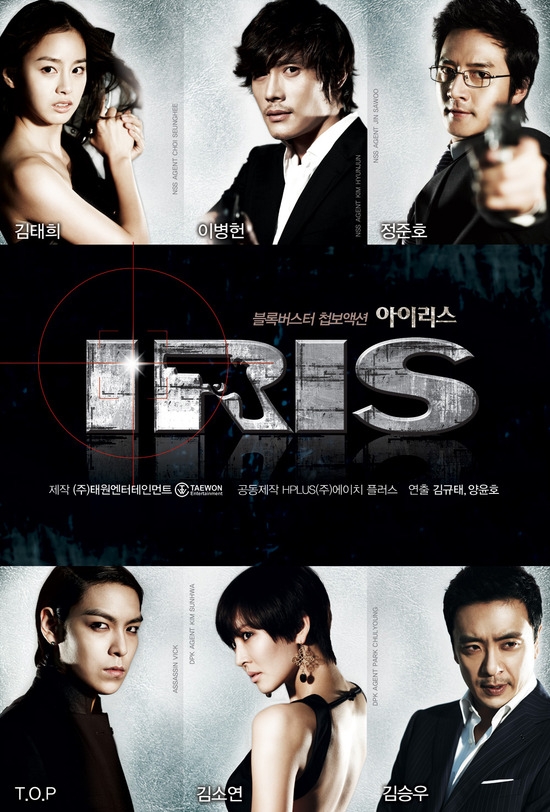 NSS AGENT CHOI SEUNGHEE
김태희
NSS AGENT KIM HYUNJUN
이병헌
NSS AGENT JIN SAWOO
정준호
블록버스터 첩보액션 아이리스
IRIS
제작 (주)태원엔터테인먼트 TAEWON Entertainment 공동제작 HPLUS(주)에이치 플러스 연출 김규태, 양윤호
ASSASSIN VICK
T.O.P
DPK AGENT KIM SUNHWA
김소연
DPK AGENT PARK CHULYOUNG
김승우